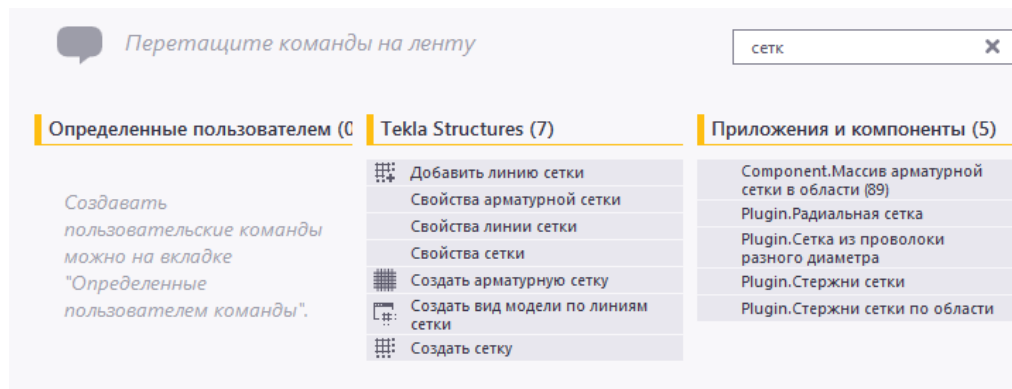 Перетащите команды на ленту
сетк
Определенные пользователем (0
Создавать
пользовательские команды
можно на вкладке
"Определенные
пользователем команды".
Tekla Structures (7)
Добавить линию сетки
Свойства арматурной сетки
Свойства линии сетки
Свойства сетки
Создать арматурную сетку
Создать вид модели по линиям
сетки
Создать сетку
Приложения и компоненты (5)
Component.Массив арматурной
сетки в области (89)
Plugin.Радиальная сетка
Plugin.Сетка из проволоки
разного диаметра
Plugin.Стержни сетки
Plugin.Стержни сетки по области